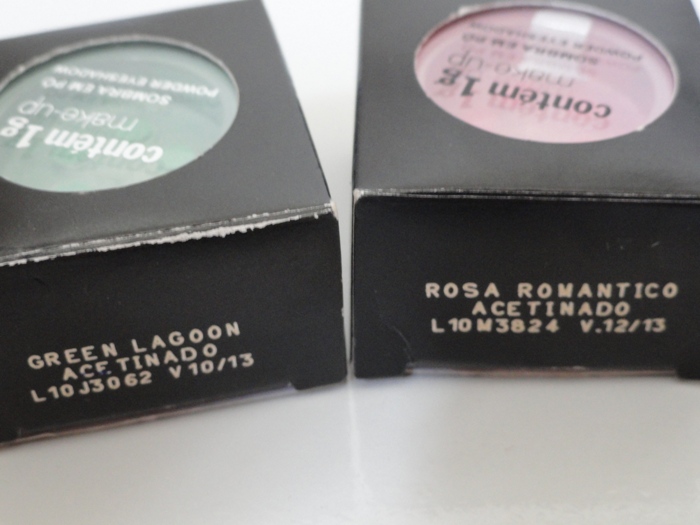 contém 1g
make-up
SOMBRA EM PÓ
POWDER EYESHADOW
GREEN LAGOON
ACETINADO
L10J3062 V10/13
contém 1g
make-up
SOMBRA EM PÓ
POWDER EYESHADOW
ROSA ROMANTICO
ACETINADO
L10M3824 V.12/13